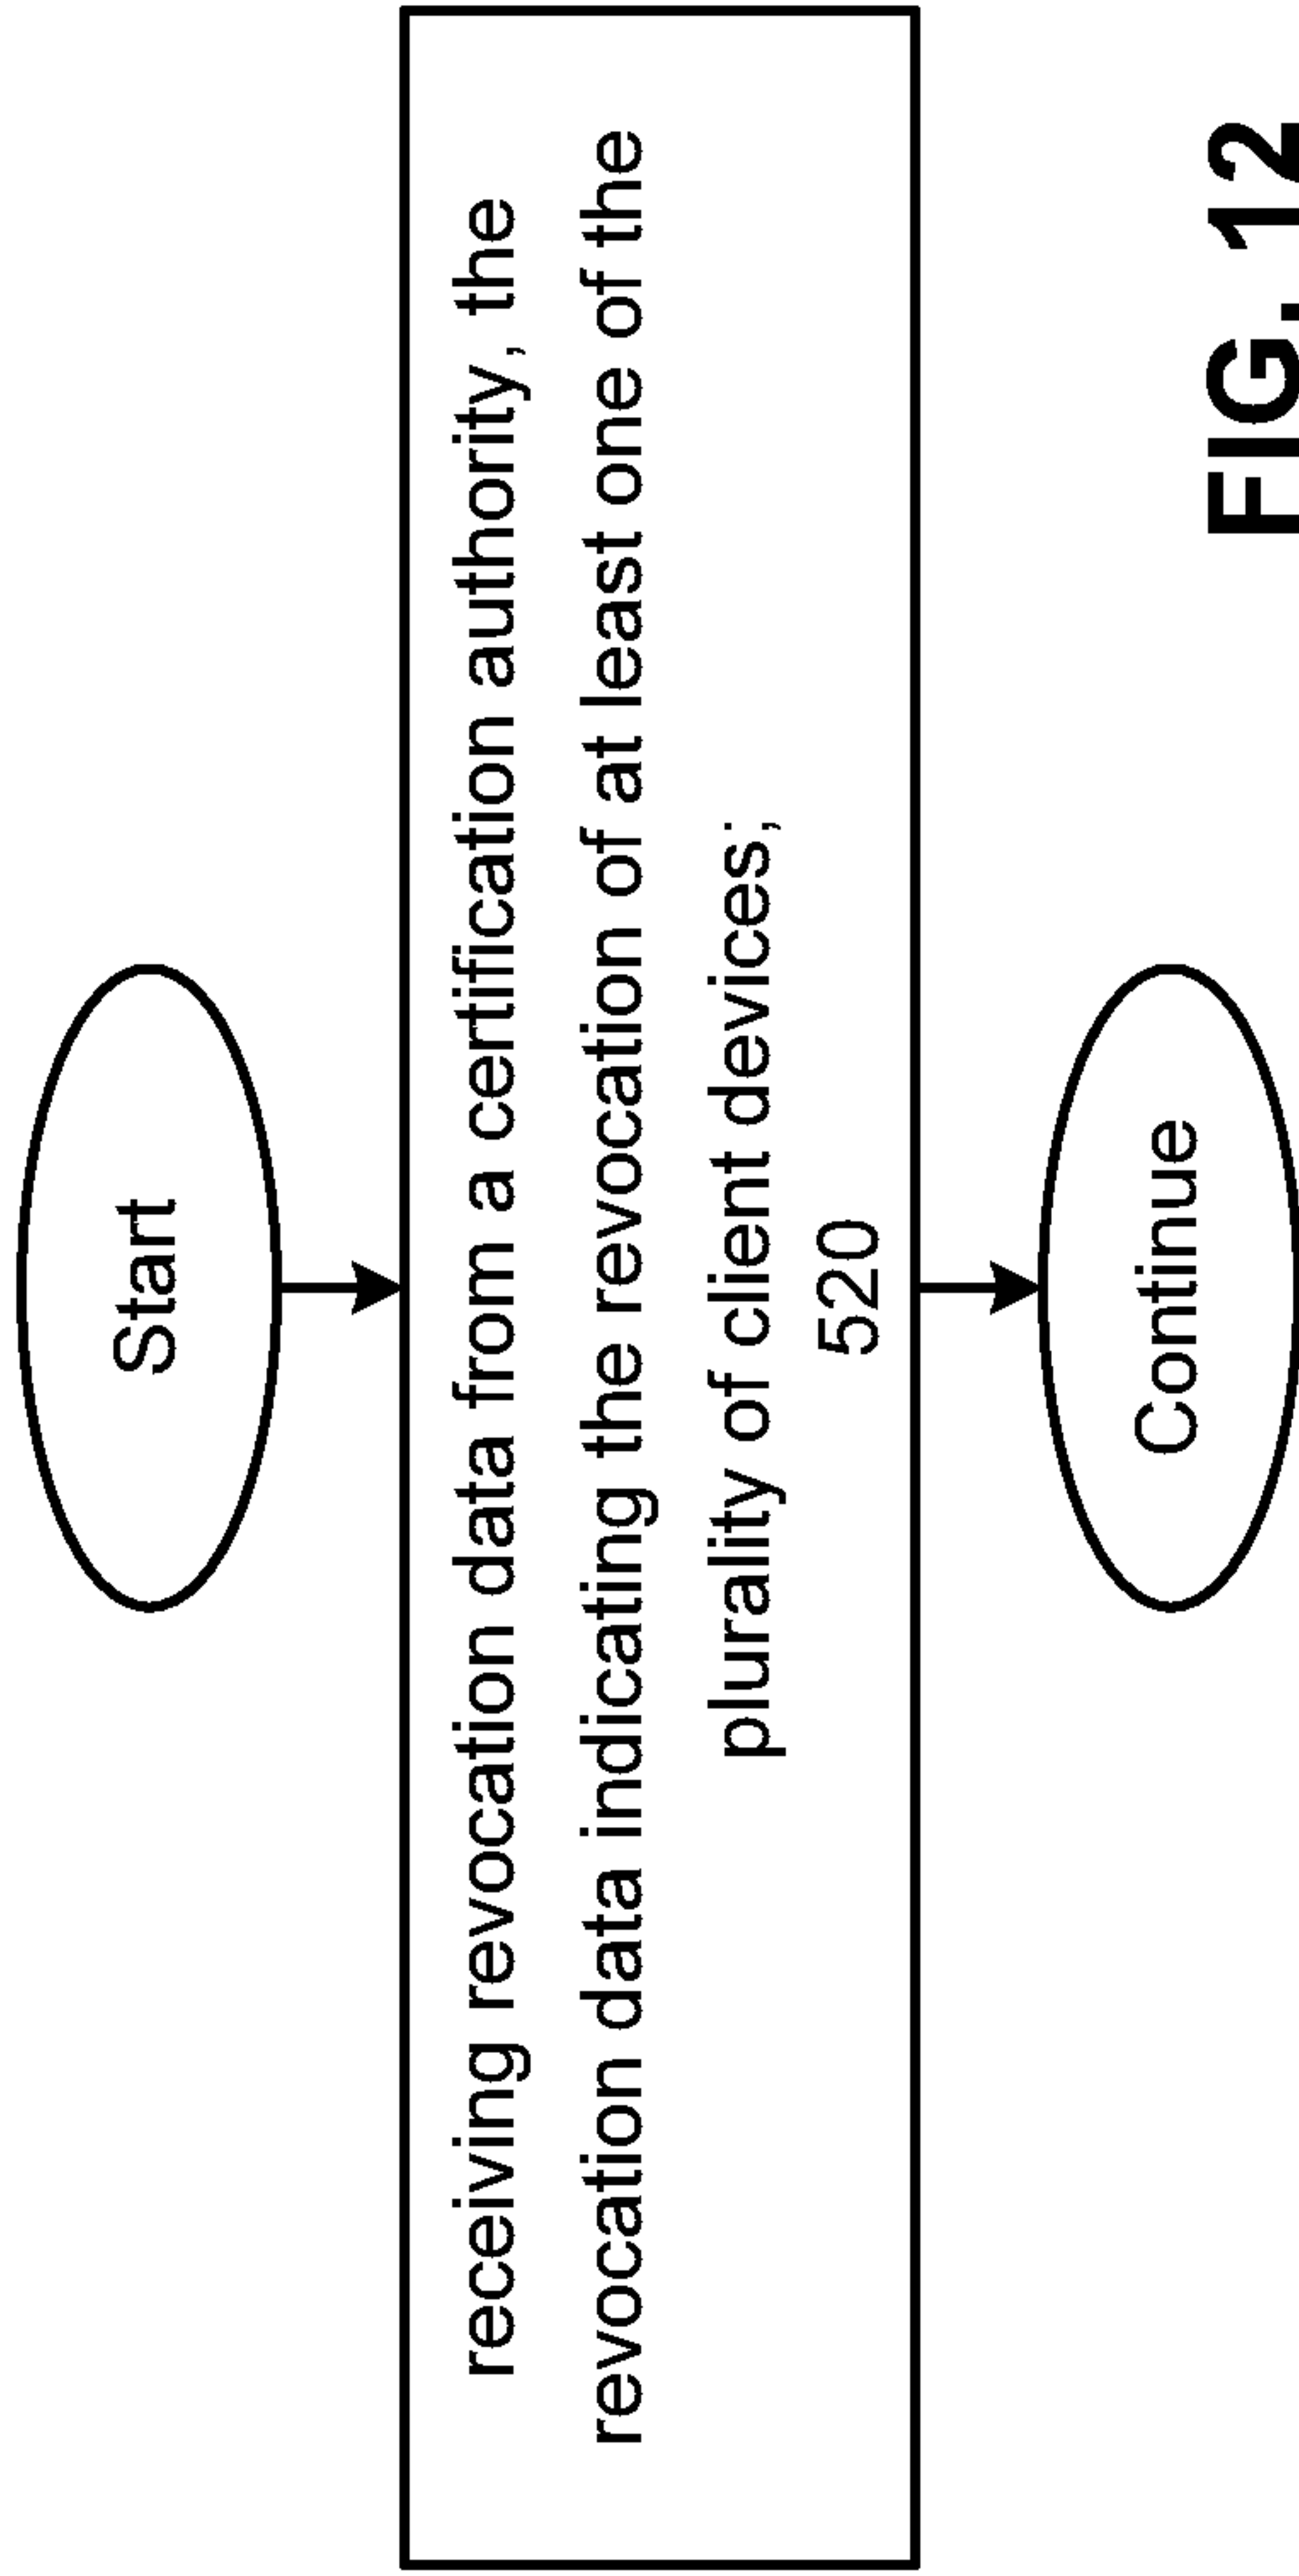 Start
receiving revocation data from a certification authority, the
revocation data indicating the revocation of at least one of the
plurality of client devices;
520
Continue
FIG. 12